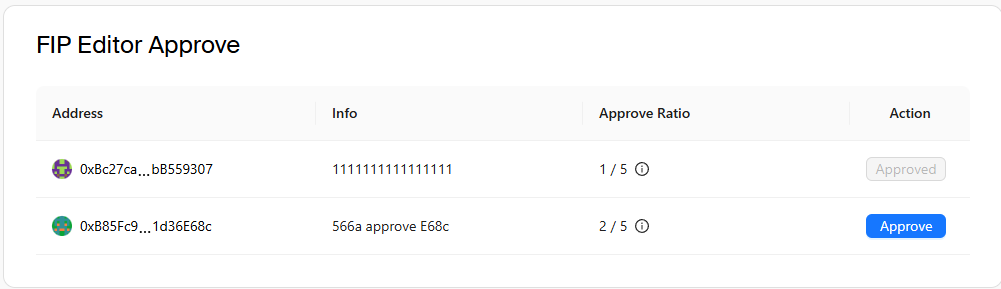 FIP Editor Approve
Address Info Approve Ratio Action
0xBc27ca...bB559307 1111111111111111 1 / 5 Approved
0xB85Fc9...1d36E68c 566a approve E68c 2 / 5 Approve